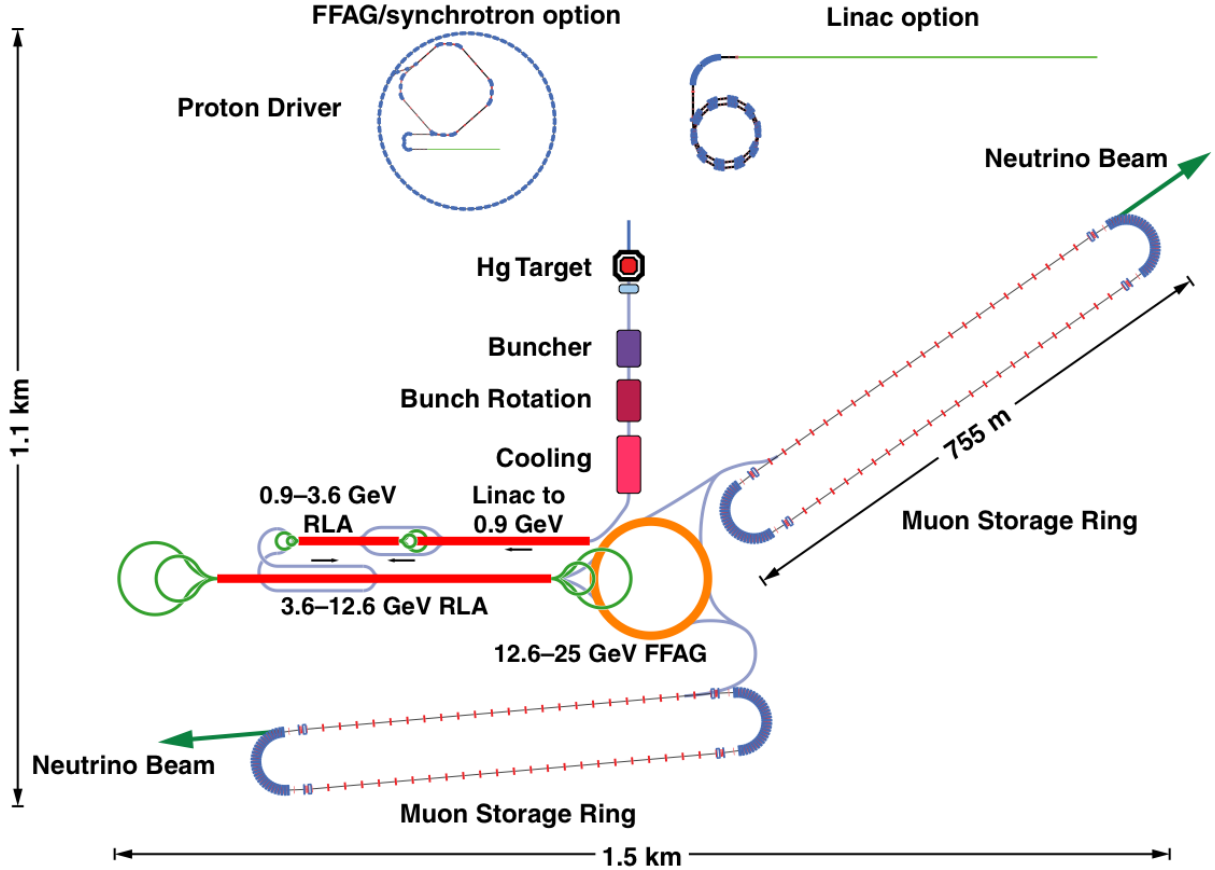 FFAG/synchrotron option
Linac option
Proton Driver
Neutrino Beam
Hg Target
Buncher
1.1 km
Bunch Rotation
755 m
Cooling
0.9–3.6 GeV
RLA
Linac to
0.9 GeV
Muon Storage Ring
3.6–12.6 GeV RLA
12.6–25 GeV FFAG
Neutrino Beam
Muon Storage Ring
1.5 km